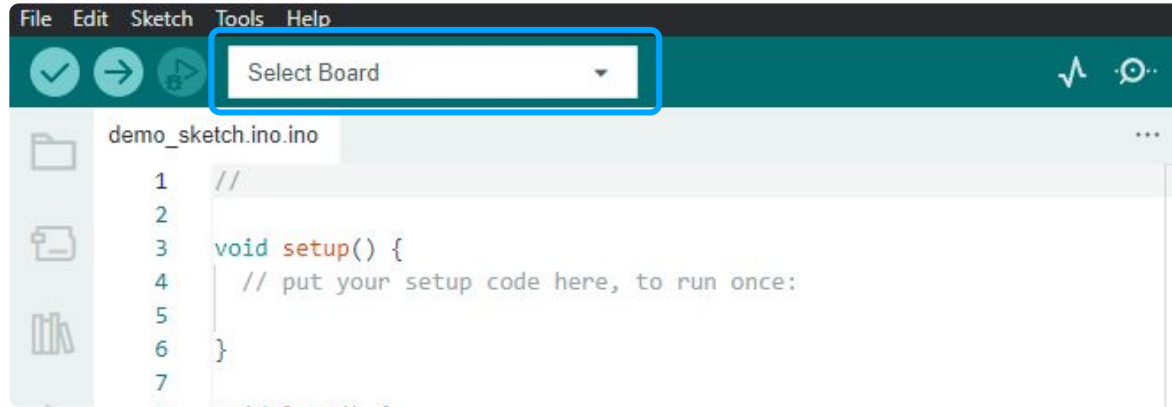 File Edit Sketch Tools Help
Select Board
demo_sketch.ino.ino
1 //
2
3 void setup() {
4 // put your setup code here, to run once:
5
6 }
7